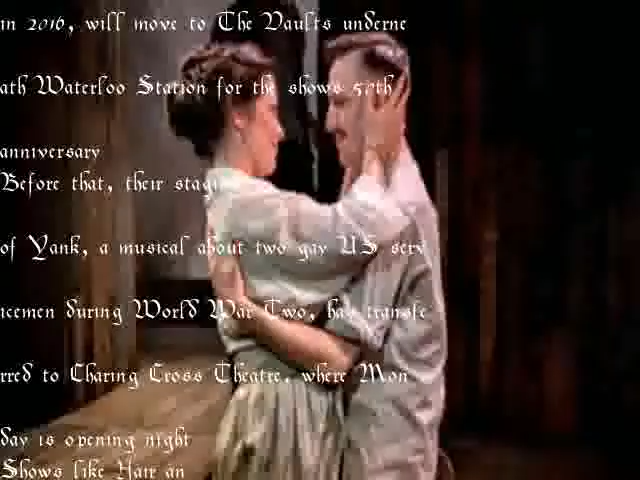 in 2016, will move to The Vaults underne
ath Waterloo Station for the shows 50th
anniversary
Before that, their stagi
of Yank, a musical about two gay US serv
icemen during World War Two, has transfe
rred to Charing Cross Theatre, where Mon
day is opening night
Shows like Hair an